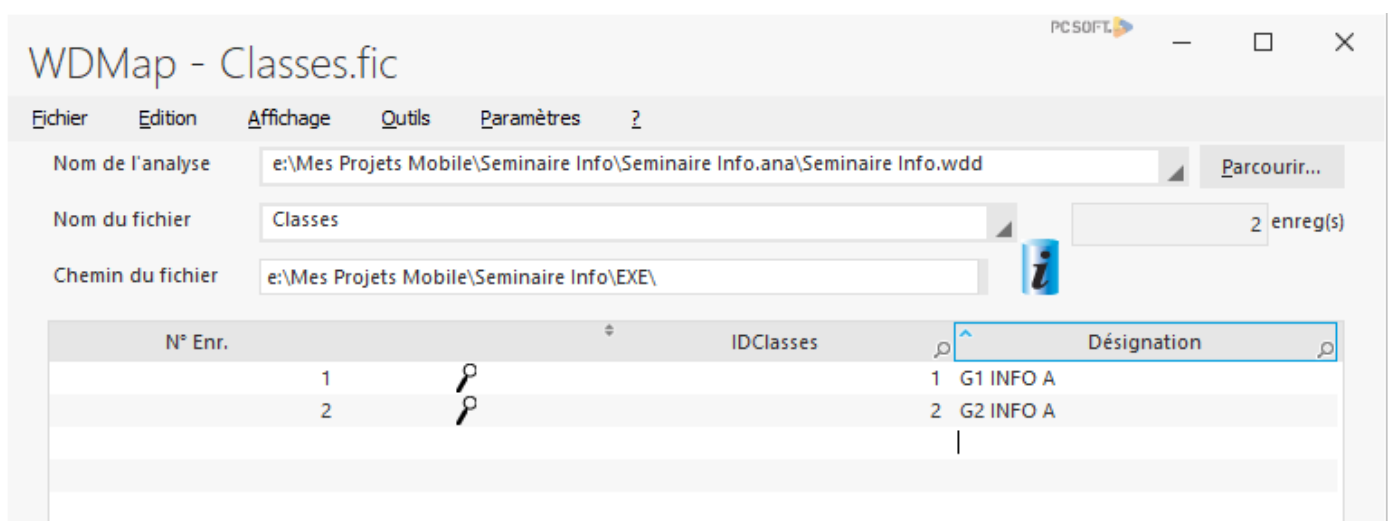 PC SOFT
WDMap - Classes.fic
Fichier Edition Affichage Outils Paramètres ?
Nom de l'analyse e:\Mes Projets Mobile\Seminaire Info\Seminaire Info.ana\Seminaire Info.wdd Parcourir...
Nom du fichier Classes 2 enreg(s)
Chemin du fichier e:\Mes Projets Mobile\Seminaire Info\EXE\
N° Enr. IDClasses Désignation
1 1 G1 INFO A
2 2 G2 INFO A